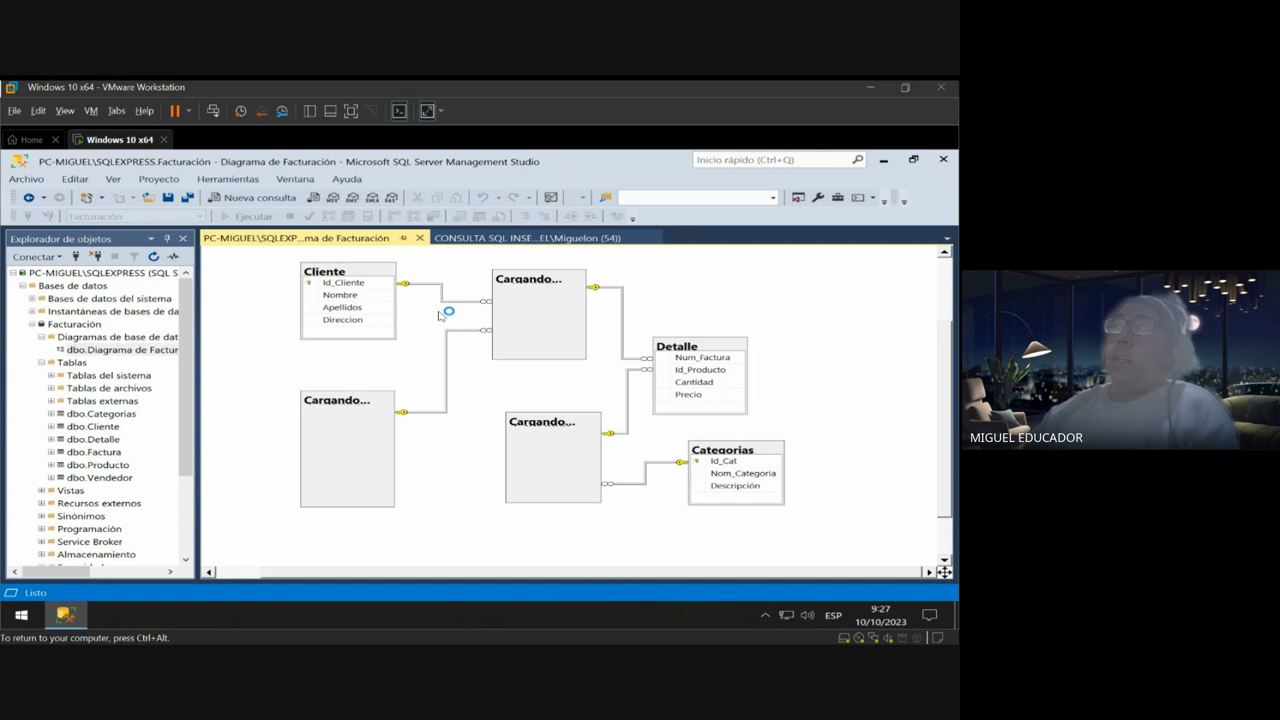 Windows 10 x64 - VMware Workstation
File Edit View VM Tabs Help
Home Windows 10 x64
PC-MIGUEL\SQLEXPRESS.Facturación - Diagrama de Facturación - Microsoft SQL Server Management Studio
Inicio rápido (Ctrl+Q)
Archivo Editar Ver Proyecto Herramientas Ventana Ayuda
Nueva consulta
Facturación Ejecutar
Explorador de objetos
PC-MIGUEL\SQLEXP...ma de Facturación
CONSULTA SQL INSE...EL\Miguelon (54))
Conectar
PC-MIGUEL\SQLEXPRESS (SQL S
Bases de datos
Bases de datos del sistema
Instantáneas de bases de da
Facturación
Diagramas de base de dat
dbo.Diagrama de Factur
Tablas
Tablas del sistema
Tablas de archivos
Tablas externas
dbo.Categorias
dbo.Cliente
dbo.Detalle
dbo.Factura
dbo.Producto
dbo.Vendedor
Vistas
Recursos externos
Sinónimos
Programación
Service Broker
Almacenamiento
Cliente
Id_Cliente
Nombre
Apellidos
Direccion
Cargando...
Detalle
Num_Factura
Id_Producto
Cantidad
Precio
Cargando...
Cargando...
Categorias
Id_Cat
Nom_Categoria
Descripción
MIGUEL EDUCADOR
Listo
ESP
9:27
10/10/2023
To return to your computer, press Ctrl+Alt.